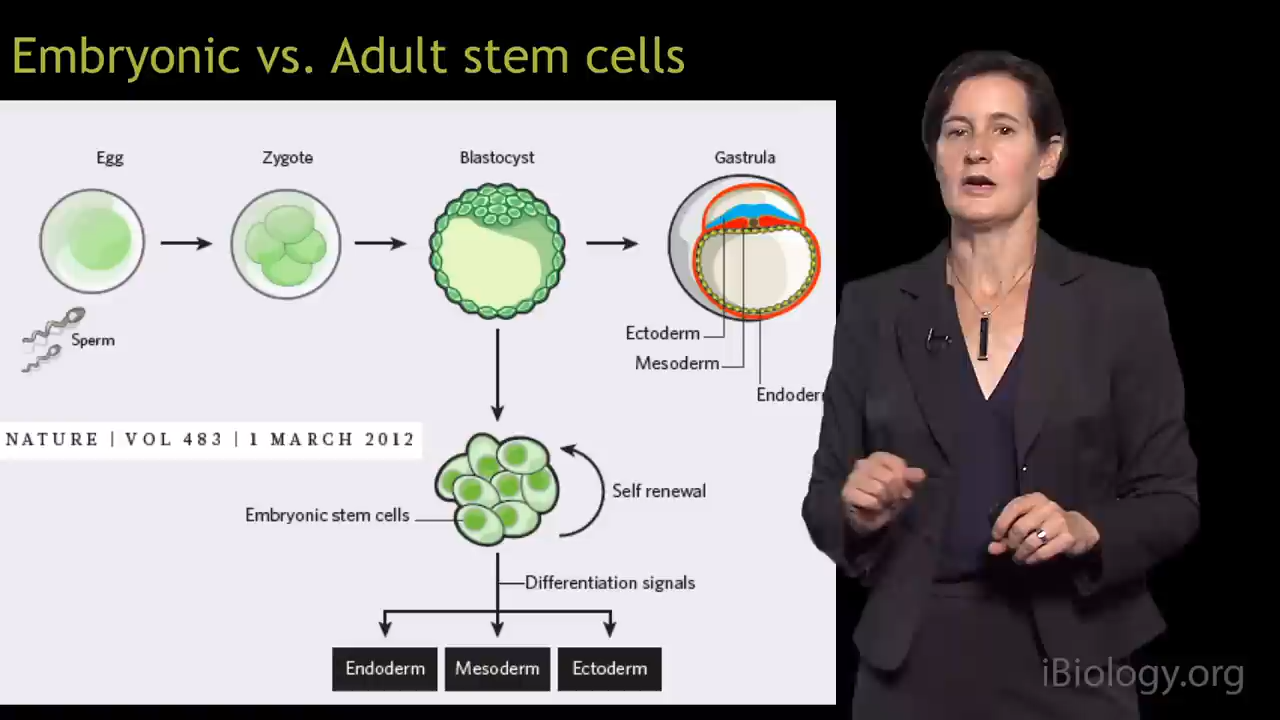 Embryonic vs. Adult stem cells
Egg
Zygote
Blastocyst
Gastrula
Sperm
Ectoderm
Mesoderm
Endoder
NATURE | VOL 483 | 1 MARCH 2012
Self renewal
Embryonic stem cells
Differentiation signals
Endoderm
Mesoderm
Ectoderm
iBiology.org